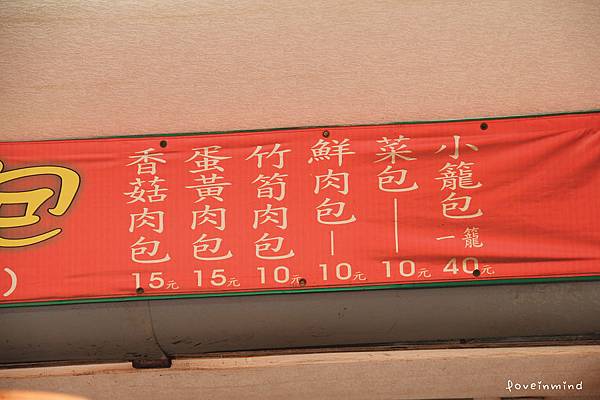 小籠包一籠40元
菜包—10元
鮮肉包—10元
竹筍肉包10元
蛋黃肉包15元
香菇肉包15元
包
)
loveinmind